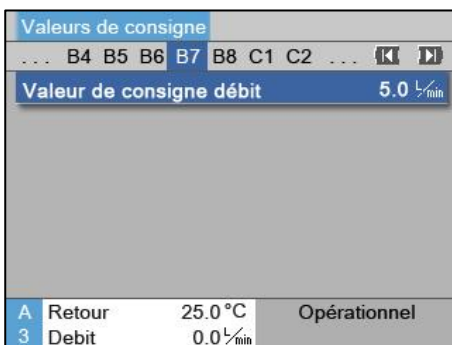 Valeurs de consigne
... B4 B5 B6 B7 B8 C1 C2 ...
Valeur de consigne débit 5.0 L/min
A Retour 25.0 °C Opérationnel
3 Debit 0.0 L/min